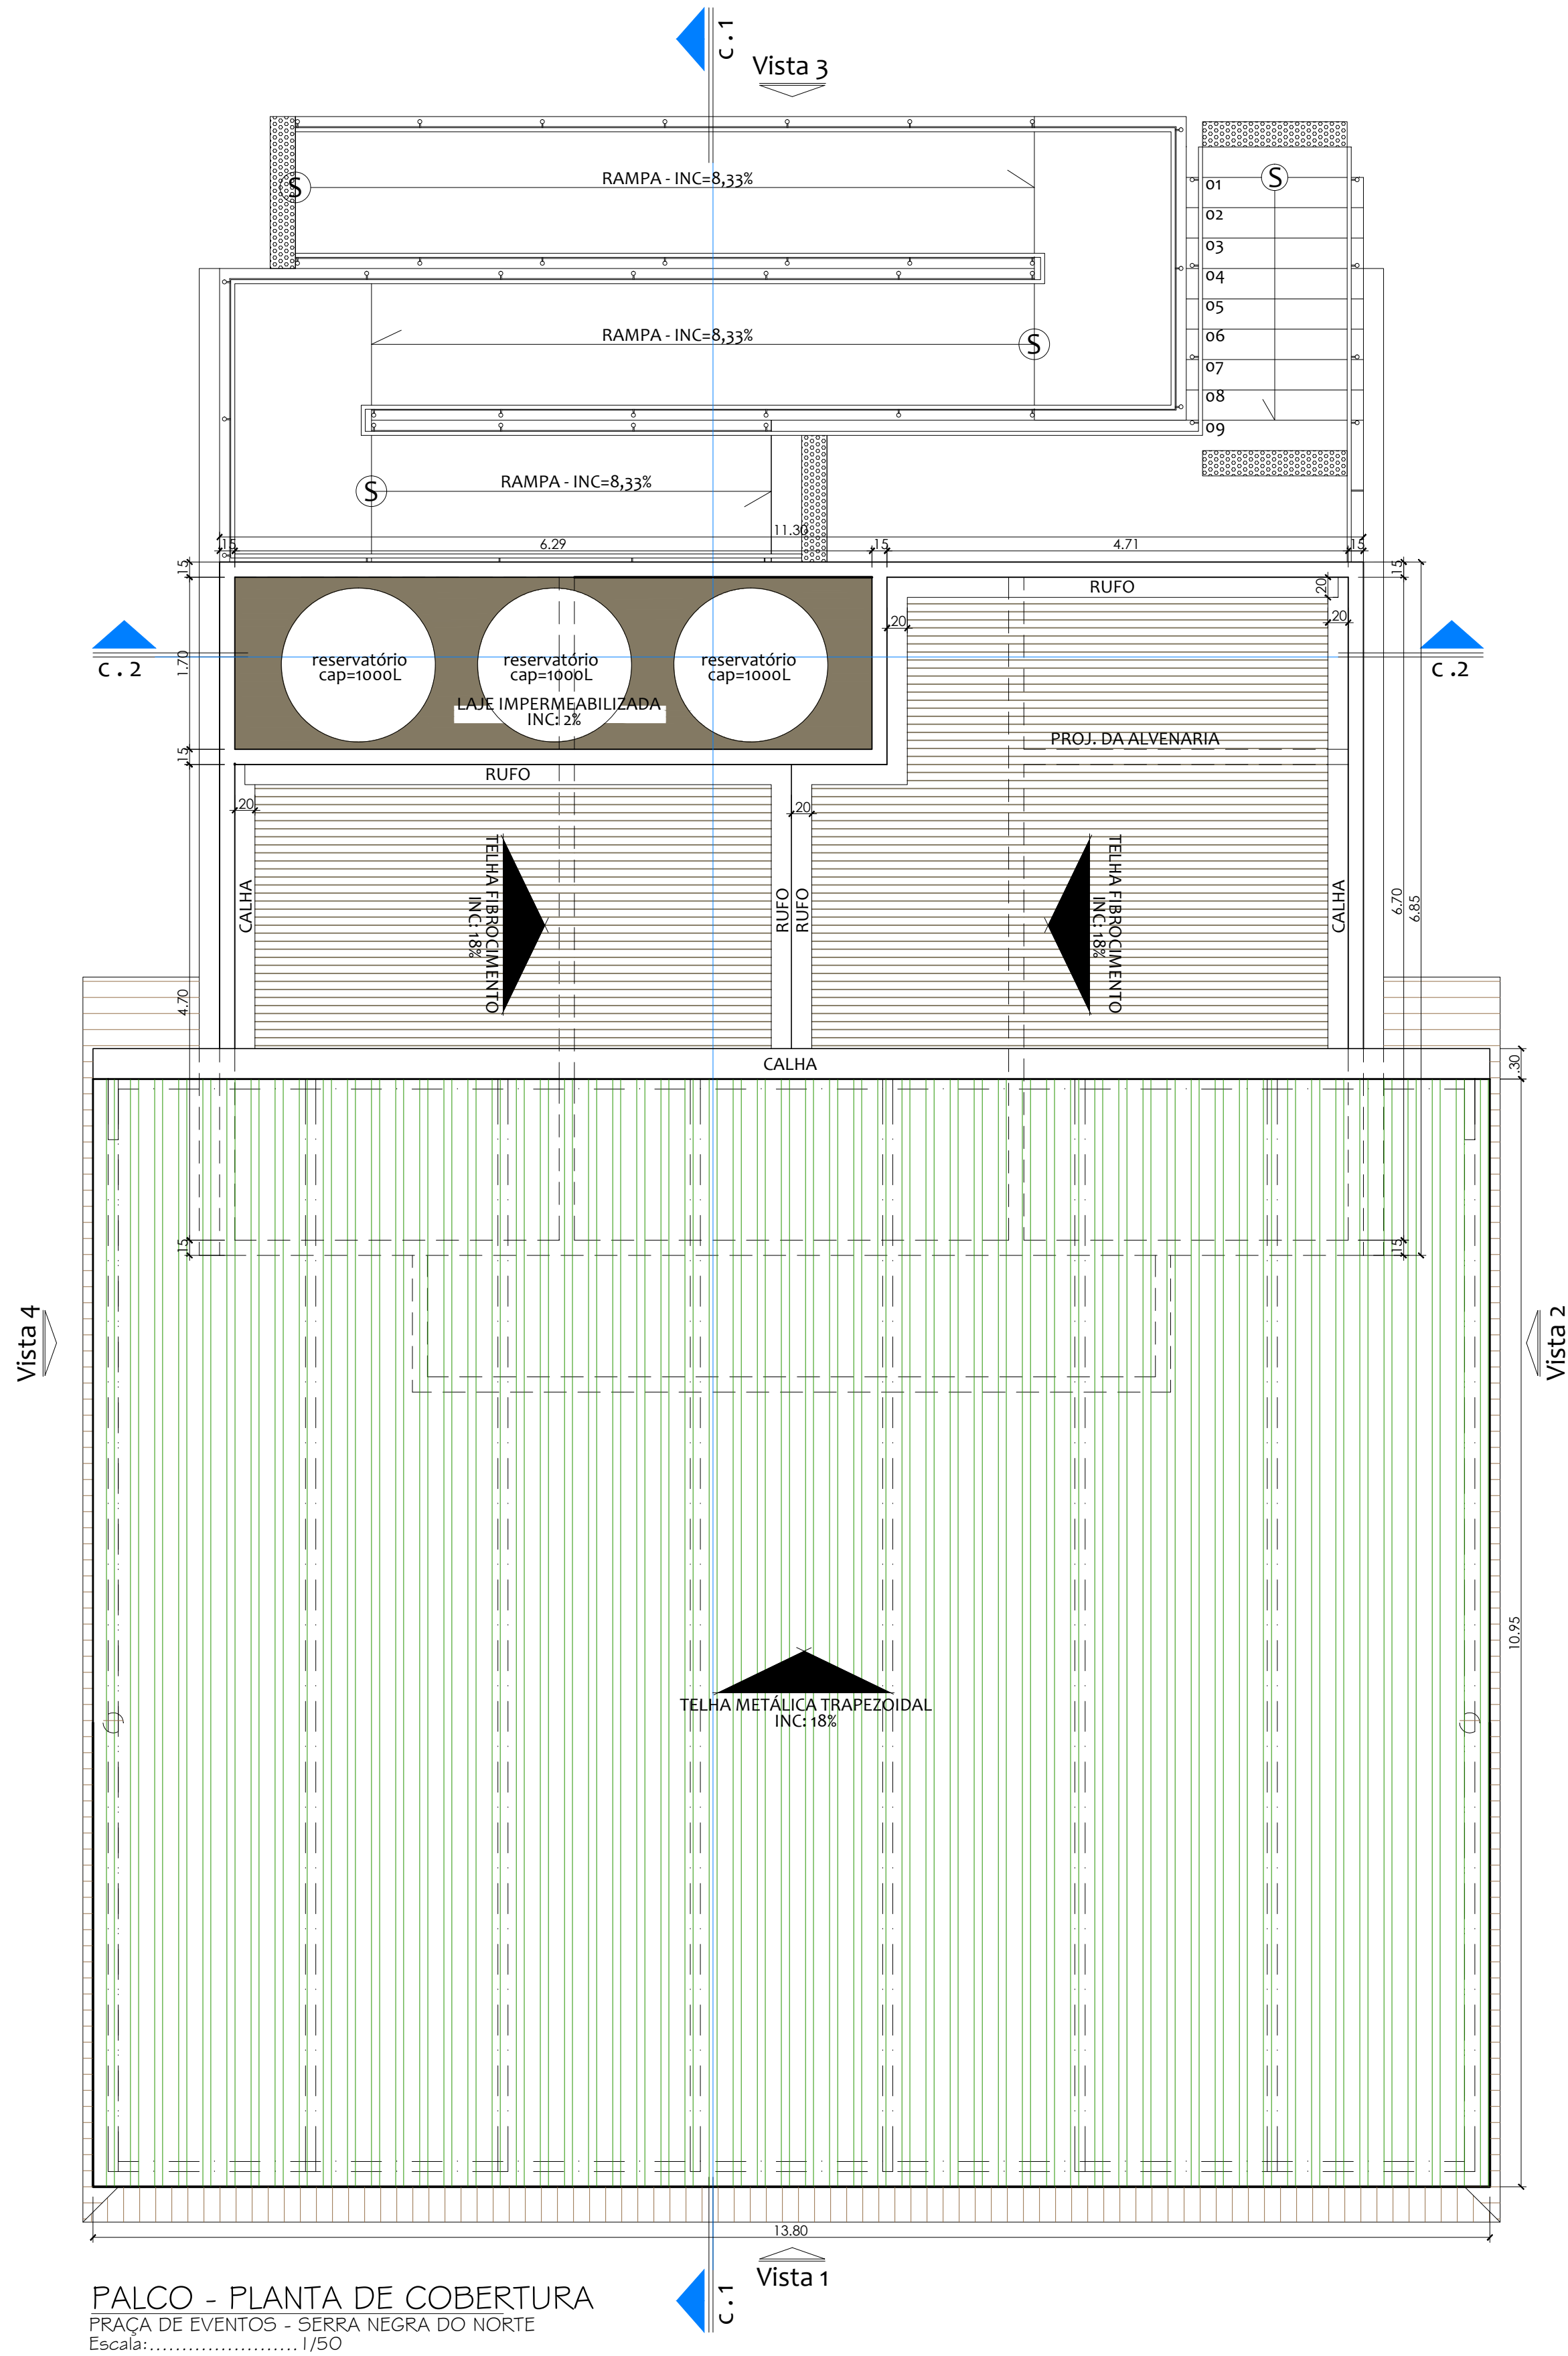 c . 1
Vista 3
RAMPA - INC=8,33%
S
S
01
02
03
04
05
06
07
08
09
RAMPA - INC=8,33%
S
RAMPA - INC=8,33%
S
11.30
15
6.29
15
4.71
15
15
15
RUFO
20
20
20
reservatório
cap=1000L
reservatório
cap=1000L
reservatório
cap=1000L
LAJE IMPERMEABILIZADA
INC: 2%
c . 2
1.70
c .2
PROJ. DA ALVENARIA
15
RUFO
20
20
TELHA FIBROCIMENTO
INC: 18%
TELHA FIBROCIMENTO
INC: 18%
CALHA
RUFO
RUFO
CALHA
6.70
6.85
4.70
CALHA
.30
15
15
Vista 4
Vista 2
10.95
TELHA METÁLICA TRAPEZOIDAL
INC: 18%
13.80
Vista 1
c . 1
PALCO - PLANTA DE COBERTURA
PRAÇA DE EVENTOS - SERRA NEGRA DO NORTE
Escala:.......................1/50